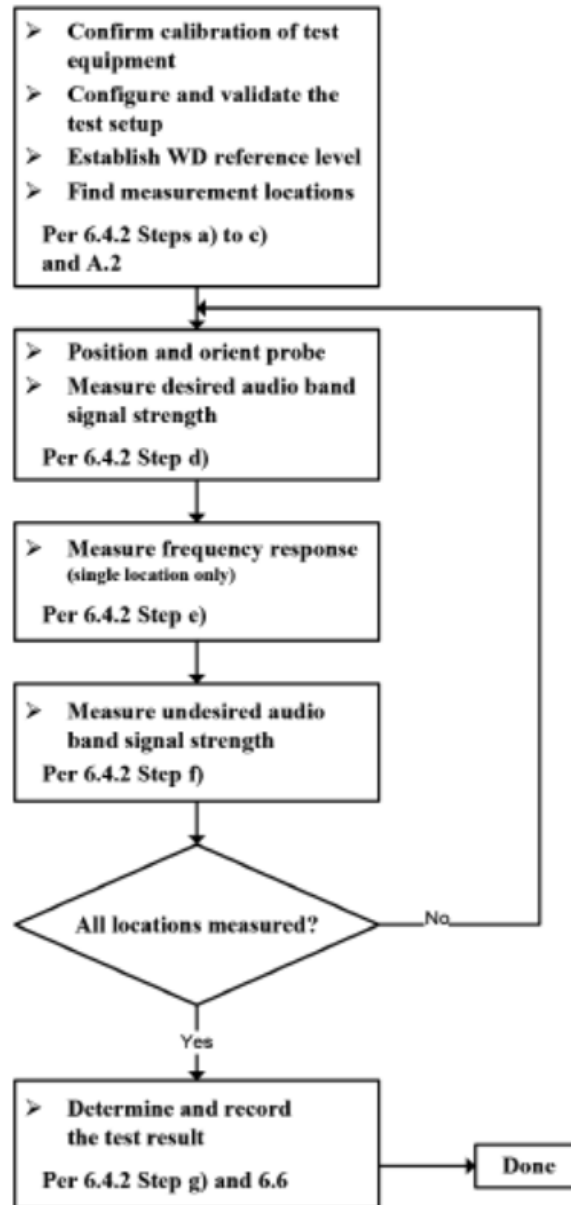 ➢ Confirm calibration of test
equipment
➢ Configure and validate the
test setup
➢ Establish WD reference level
➢ Find measurement locations
Per 6.4.2 Steps a) to c)
and A.2
➢ Position and orient probe
➢ Measure desired audio band
signal strength
Per 6.4.2 Step d)
➢ Measure frequency response
(single location only)
Per 6.4.2 Step e)
➢ Measure undesired audio
band signal strength
Per 6.4.2 Step f)
All locations measured?
No
Yes
➢ Determine and record
the test result
Per 6.4.2 Step g) and 6.6
Done